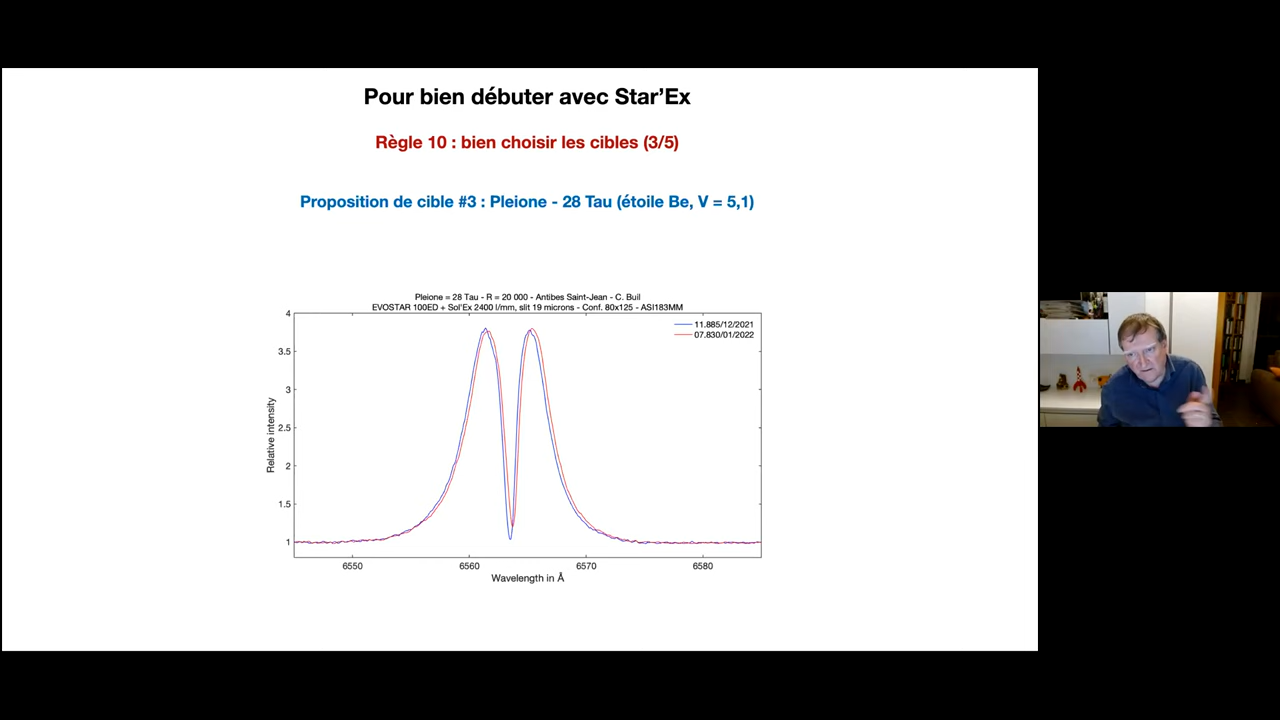 Pour bien débuter avec Star'Ex
Règle 10 : bien choisir les cibles (3/5)
Proposition de cible #3 : Pleione - 28 Tau (étoile Be, V = 5,1)
Pleione = 28 Tau - R = 20 000 - Antibes Saint-Jean - C. Buil
EVOSTAR 100ED + Sol'Ex 2400 l/mm, slit 19 microns - Conf. 80x125 - ASI183MM
11.885/12/2021
07.830/01/2022
4
3.5
3
2.5
2
1.5
1
Relative intensity
6550 6560 6570 6580
Wavelength in Å